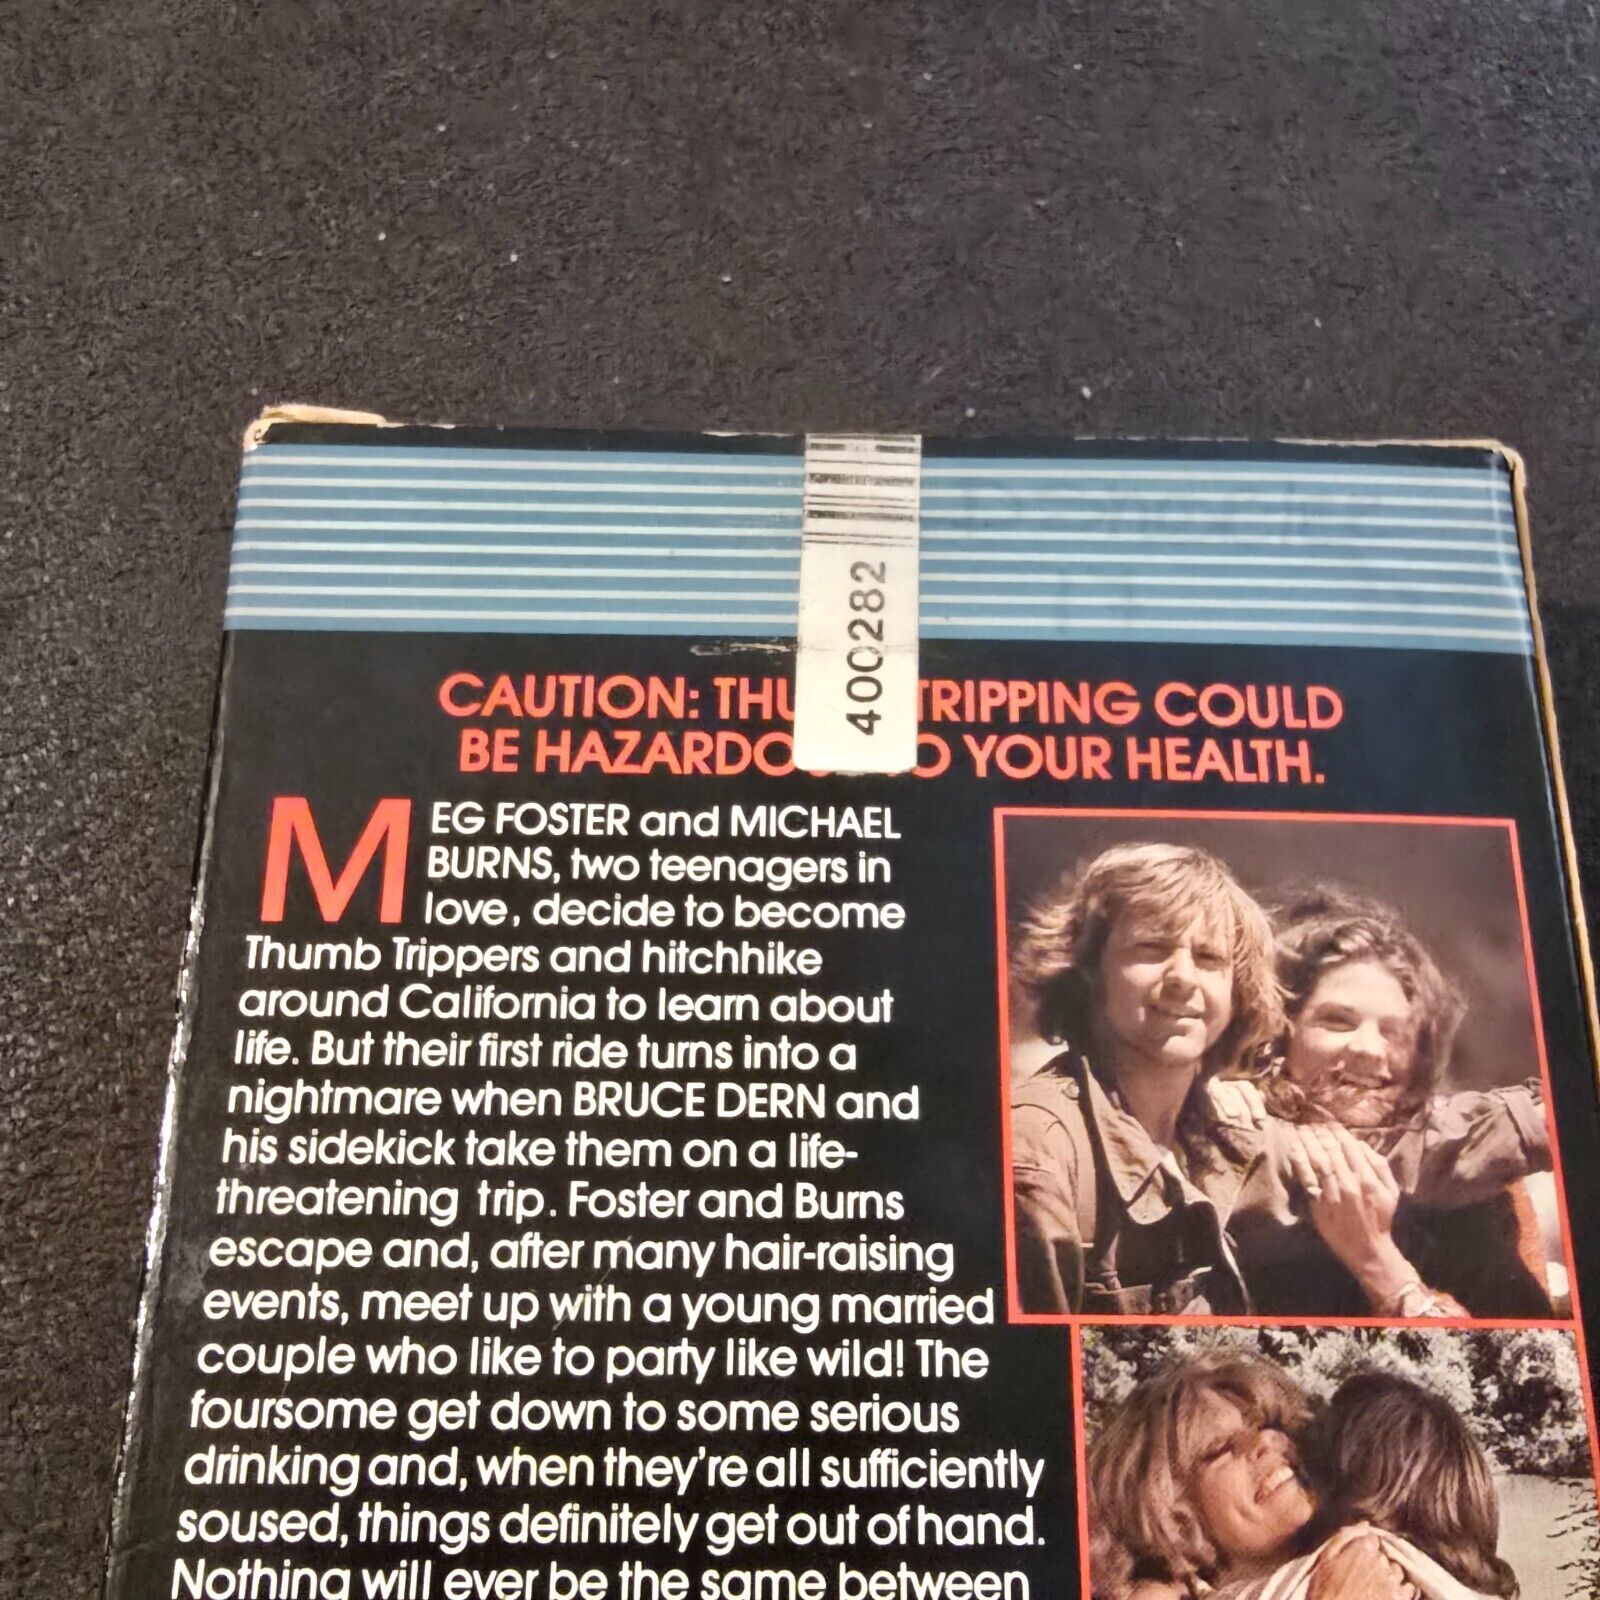 400282
CAUTION: THU TRIPPING COULD
BE HAZARDO O YOUR HEALTH.
MEG FOSTER and MICHAEL
BURNS, two teenagers in
love, decide to become
Thumb Trippers and hitchhike
around California to learn about
life. But their first ride turns into a
nightmare when BRUCE DERN and
his sidekick take them on a life-
threatening trip. Foster and Burns
escape and, after many hair-raising
events, meet up with a young married
couple who like to party like wild! The
foursome get down to some serious
drinking and, when they're all sufficiently
soused, things definitely get out of hand.
Nothing will ever be the same between